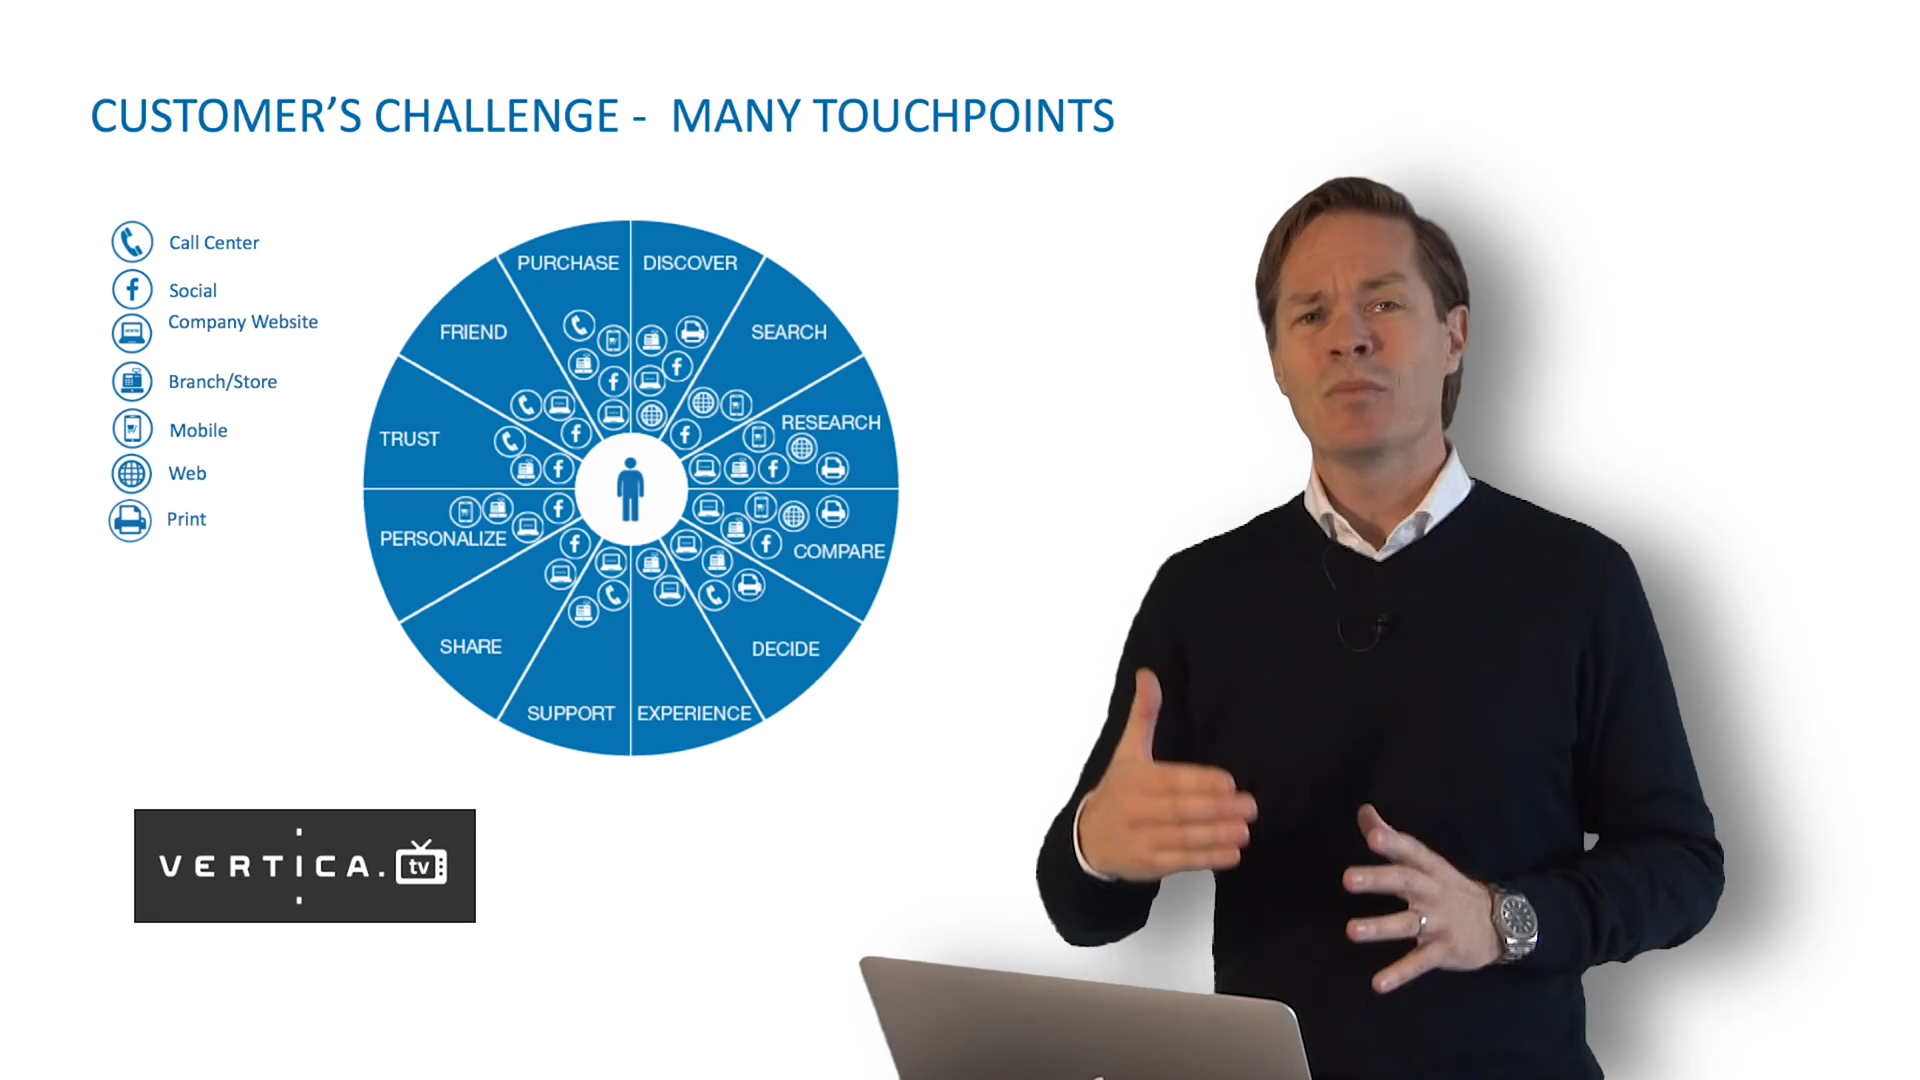 CUSTOMER'S CHALLENGE - MANY TOUCHPOINTS
Call Center
Social
Company Website
Branch/Store
Mobile
Web
Print
PURCHASE
DISCOVER
FRIEND
SEARCH
TRUST
RESEARCH
PERSONALIZE
COMPARE
SHARE
DECIDE
SUPPORT
EXPERIENCE
VERTICA.tv